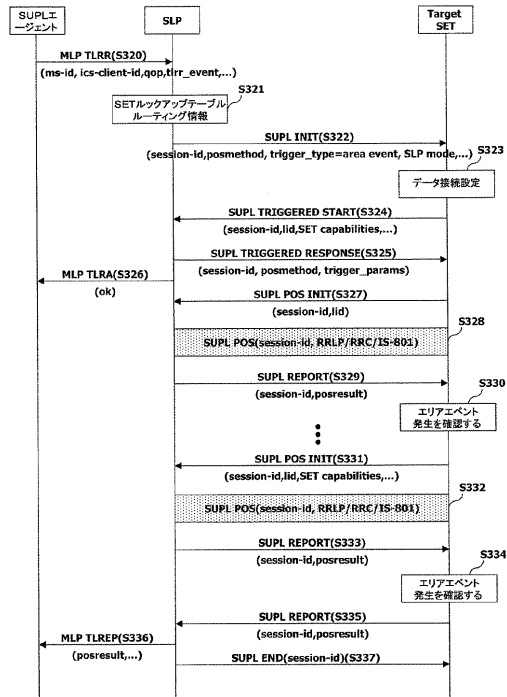 SUPLエ
ージェント
SLP
Target
SET
MLP TLRR(S320)
(ms-id, ics-client-id,qop,tlrr_event,...)
S321
SETルックアップテーブル
ルーティング情報
SUPL INIT(S322)
(session-id,posmethod, trigger_type=area event, SLP mode,...)
S323
データ接続設定
SUPL TRIGGERED START(S324)
(session-id,lid,SET capabilities,...)
SUPL TRIGGERED RESPONSE(S325)
(session-id, posmethod, trigger_params)
MLP TLRA(S326)
(ok)
SUPL POS INIT(S327)
(session-id,lid)
S328
SUPL POS(session-id, RRLP/RRC/IS-801)
SUPL REPORT(S329)
(session-id,posresult)
S330
エリアエベント
発生を確認する
SUPL POS INIT(S331)
(session-id,lid,SET capabilities,...)
S332
SUPL POS(session-id, RRLP/RRC/IS-801)
SUPL REPORT(S333)
(session-id,posresult)
S334
エリアエベント
発生を確認する
SUPL REPORT(S335)
(session-id,posresult)
MLP TLREP(S336)
(posresult,...)
SUPL END(session-id)(S337)